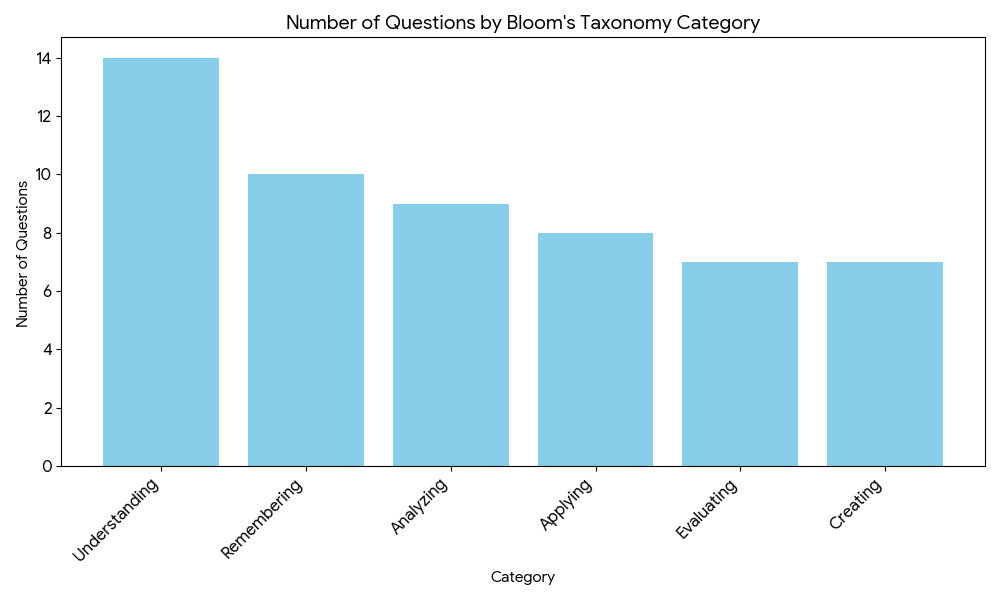 Number of Questions by Bloom's Taxonomy Category
Number of Questions
14
12
10
8
6
4
2
0
Understanding
Remembering
Analyzing
Applying
Evaluating
Creating
Category